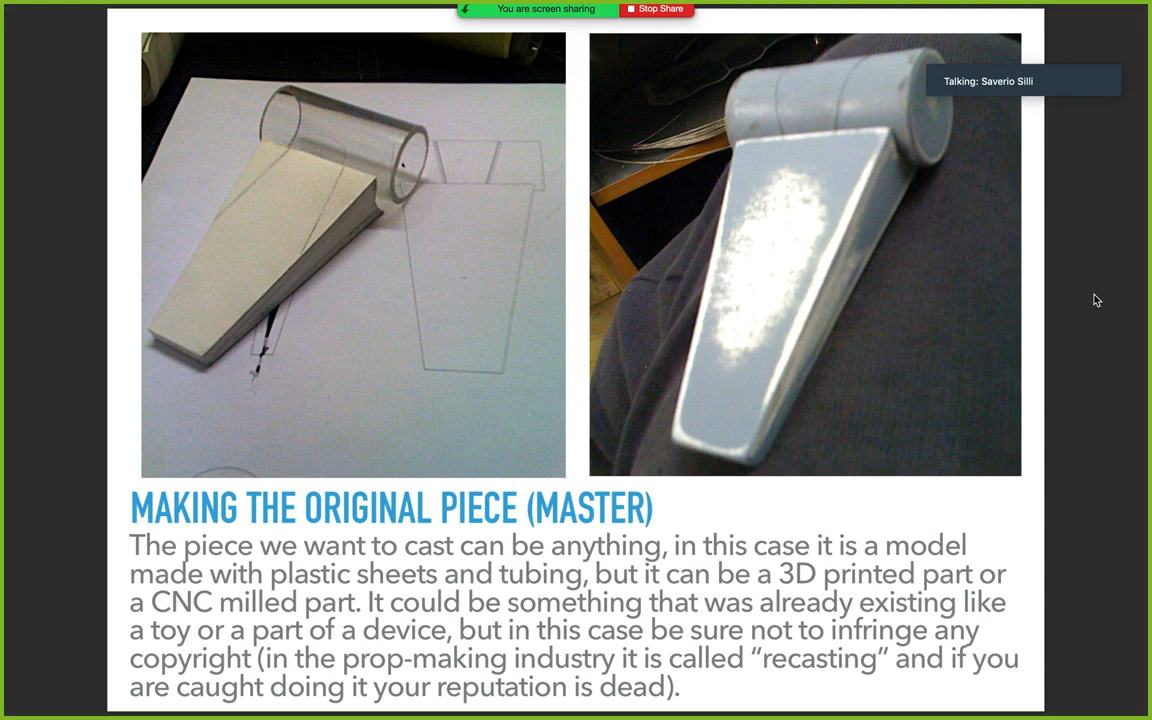 You are screen sharing
Stop Share
Talking: Saverio Silli
MAKING THE ORIGINAL PIECE (MASTER)
The piece we want to cast can be anything, in this case it is a model
made with plastic sheets and tubing, but it can be a 3D printed part or
a CNC milled part. It could be something that was already existing like
a toy or a part of a device, but in this case be sure not to infringe any
copyright (in the prop-making industry it is called “recasting” and if you
are caught doing it your reputation is dead).